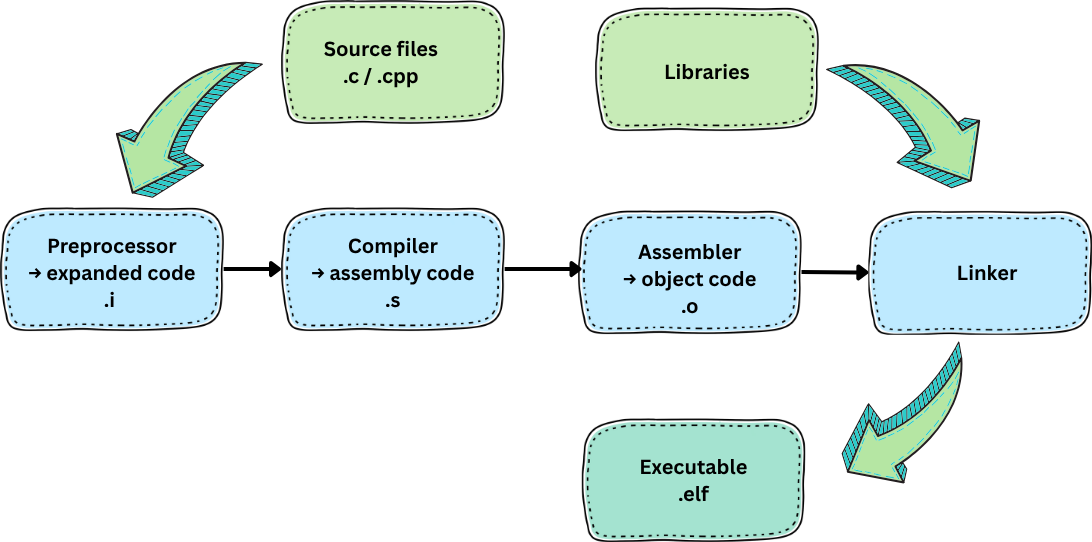 Source files
.c / .cpp
Libraries
Preprocessor
→ expanded code
.i
Compiler
→ assembly code
.s
Assembler
→ object code
.o
Linker
Executable
.elf